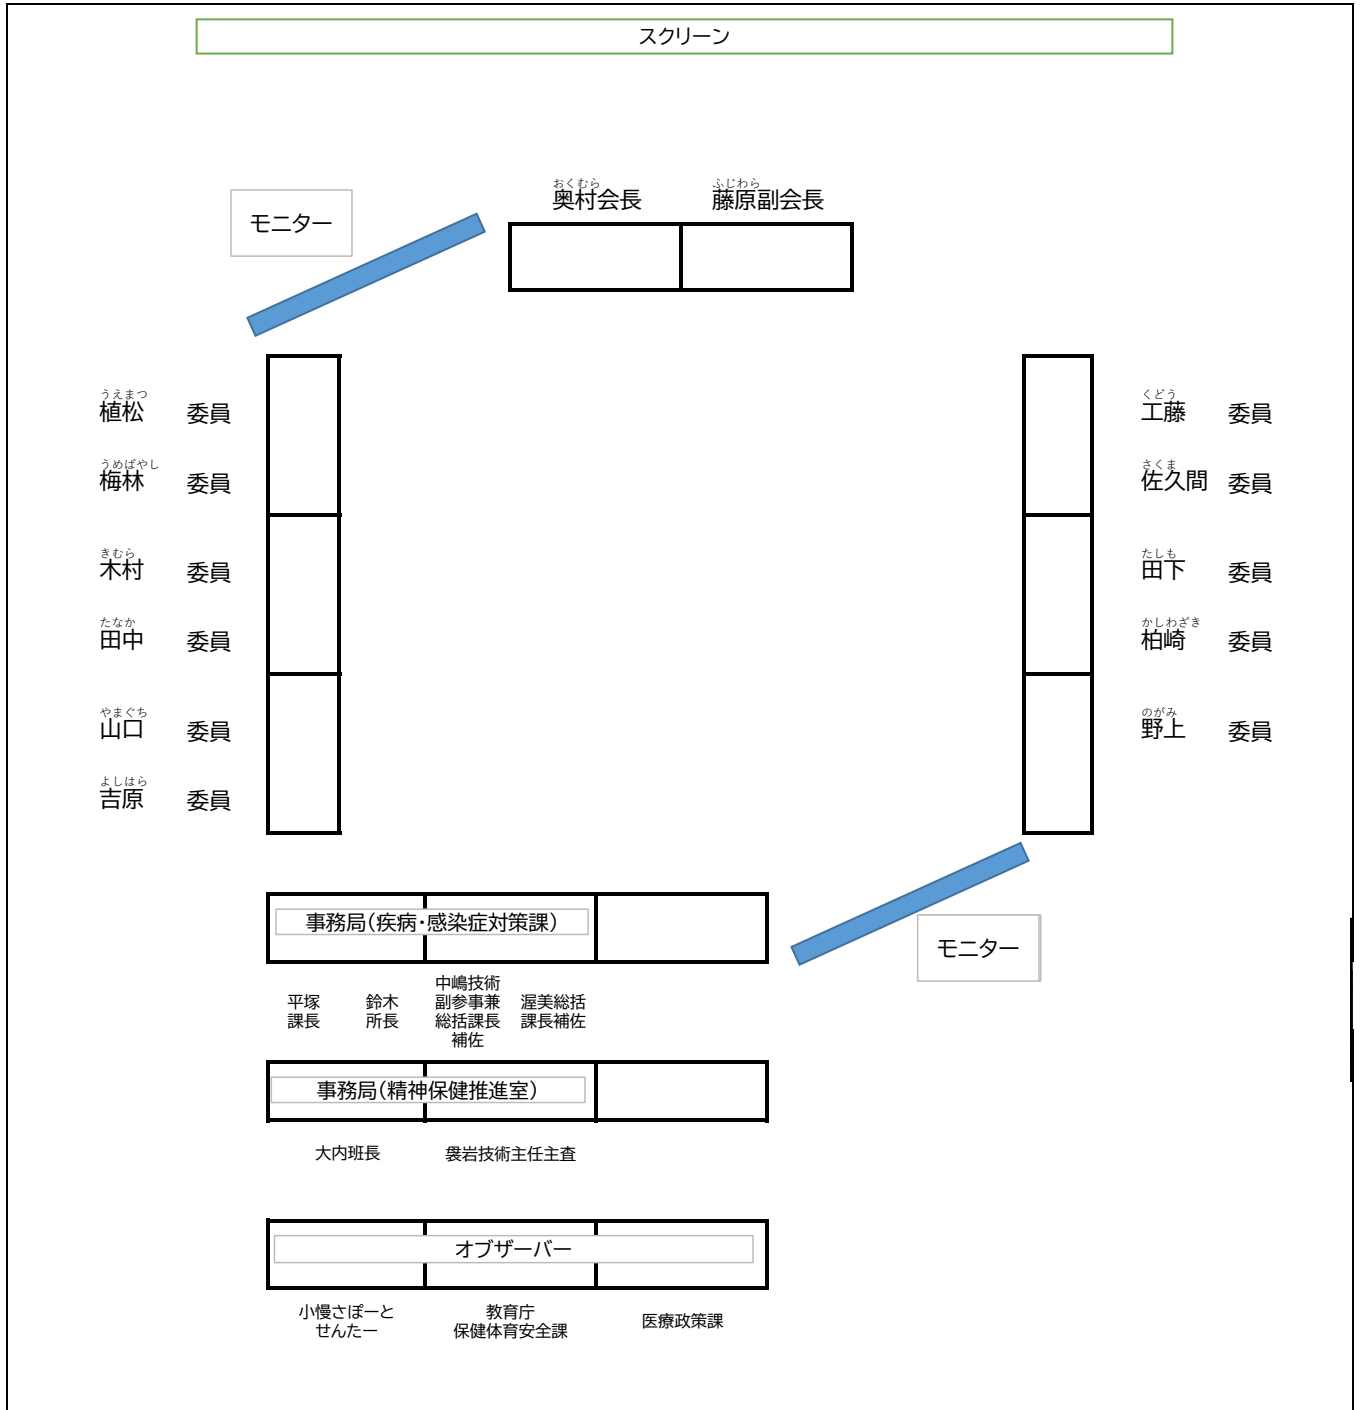 スクリーン
おくむら ふじわら
奥村会長 藤原副会長
モニター
うえまつ
植松 委員
うめばやし
梅林 委員
きむら
木村 委員
たなか
田中 委員
やまぐち
山口 委員
よしはら
吉原 委員
くどう
工藤 委員
さくま
佐久間 委員
たしも
田下 委員
かしわざき
柏崎 委員
のがみ
野上 委員
モニター
事務局(疾病・感染症対策課)
平塚
課長
鈴木
所長
中嶋技術
副参事兼
総括課長
補佐
渥美総括
課長補佐
事務局(精神保健推進室)
大内班長
袰岩技術主任主査
オブザーバー
小慢さぽーと
せんたー
教育庁
保健体育安全課
医療政策課